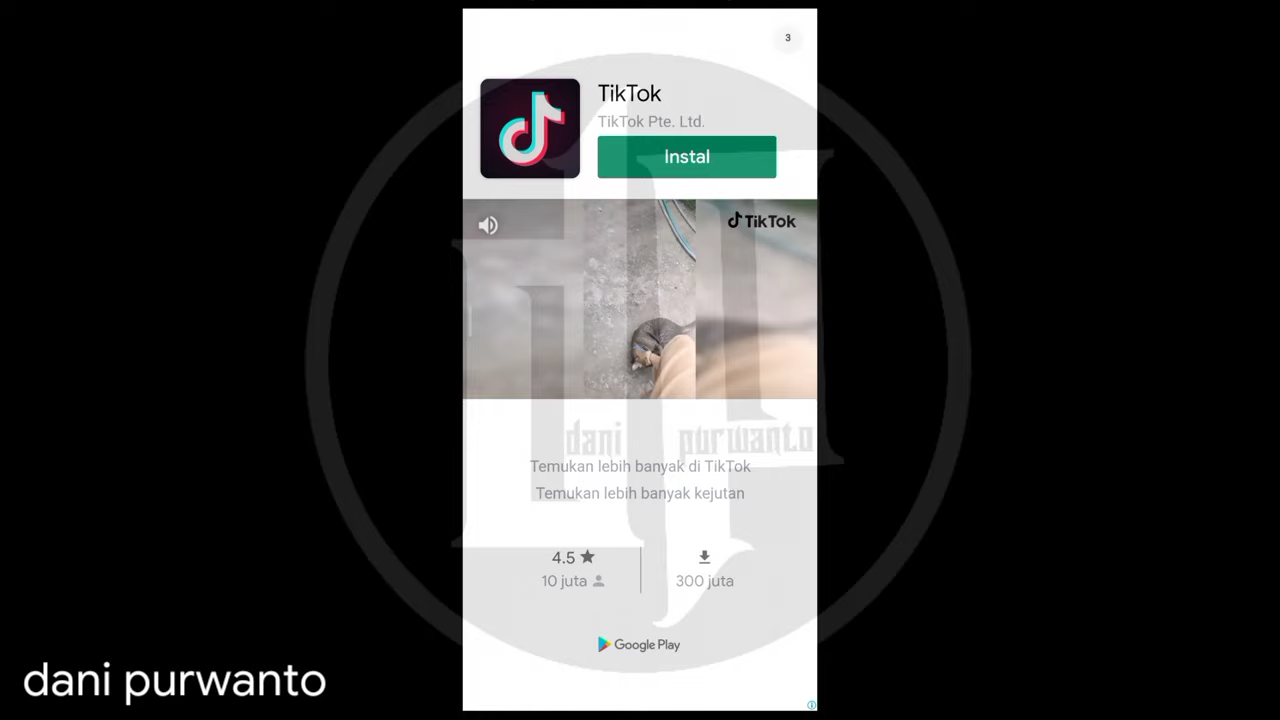 3
TikTok
TikTok Pte. Ltd.
Instal
TikTok
dani purwanto
Temukan lebih banyak di TikTok
Temukan lebih banyak kejutan
4.5
10 juta
300 juta
Google Play
dani purwanto